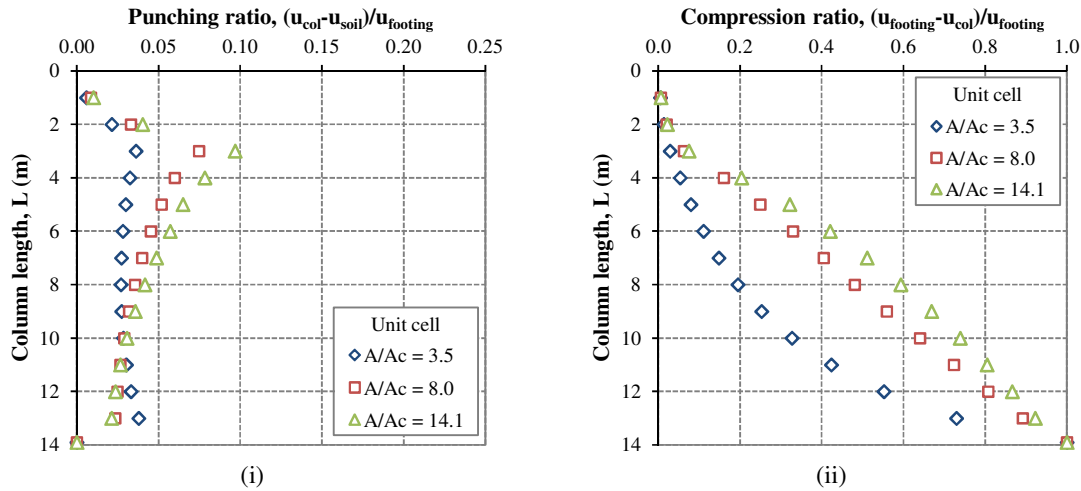 Punching ratio, (ucol-usoil)/ufooting
0.00 0.05 0.10 0.15 0.20 0.25
0
2
4
6
8
10
12
14
Column length, L (m)
Unit cell
A/Ac = 3.5
A/Ac = 8.0
A/Ac = 14.1
(i)
Compression ratio, (ufooting-ucol)/ufooting
0.0 0.2 0.4 0.6 0.8 1.0
0
2
4
6
8
10
12
14
Column length, L (m)
Unit cell
A/Ac = 3.5
A/Ac = 8.0
A/Ac = 14.1
(ii)